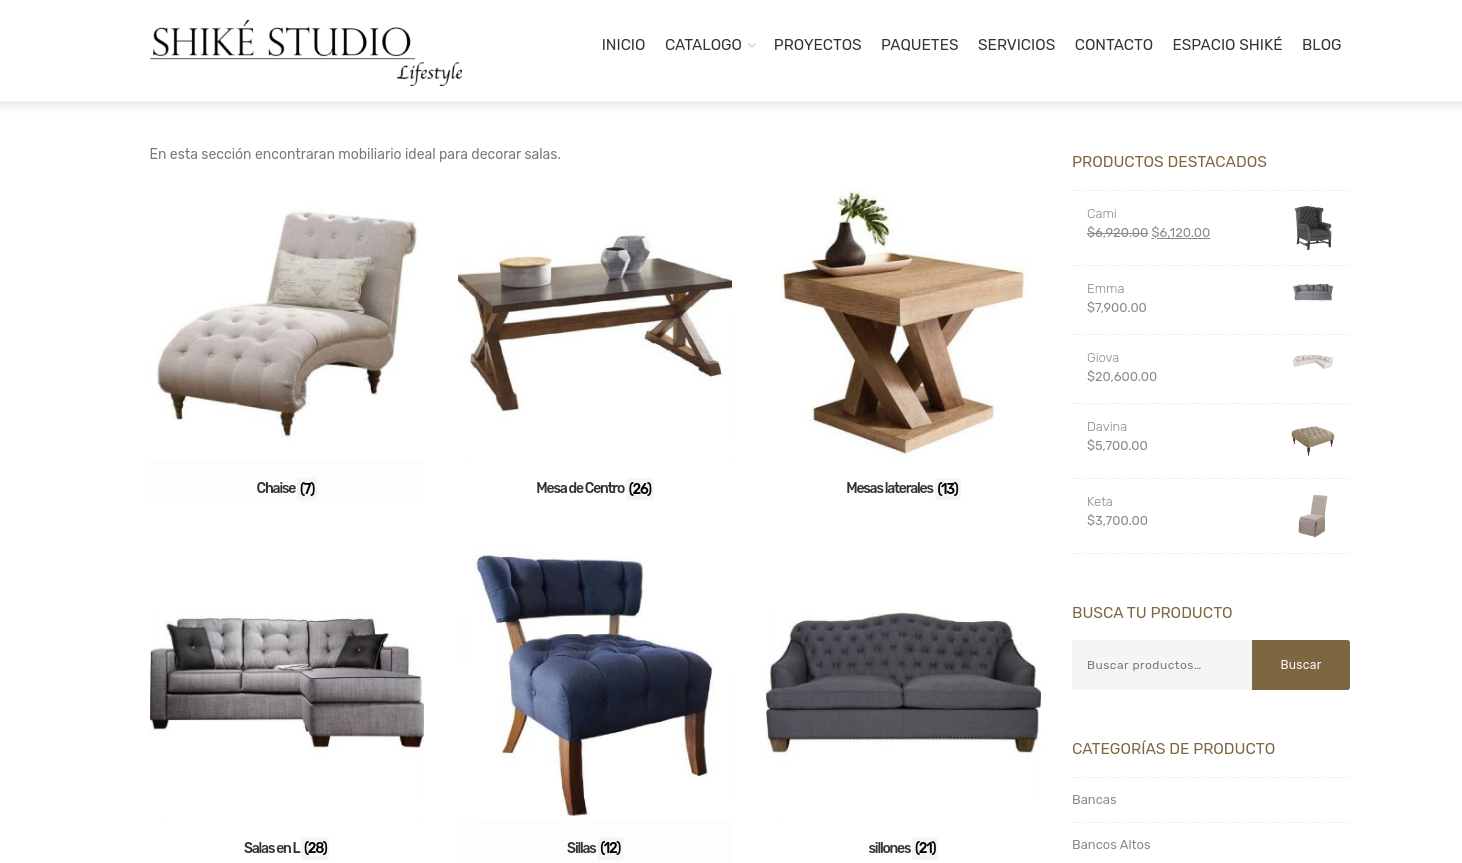 SHIKÉ STUDIO
Lifestyle
INICIO CATALOGO PROYECTOS PAQUETES SERVICIOS CONTACTO ESPACIO SHIKÉ BLOG
En esta sección encontraran mobiliario ideal para decorar salas.
Chaise (7)
Mesa de Centro (26)
Mesas laterales (13)
Salas en L (28)
Sillas (12)
sillones (21)
PRODUCTOS DESTACADOS
Cami
$6,920.00 $6,120.00
Emma
$7,900.00
Giova
$20,600.00
Davina
$5,700.00
Keta
$3,700.00
BUSCA TU PRODUCTO
Buscar productos…
Buscar
CATEGORÍAS DE PRODUCTO
Bancas
Bancos Altos